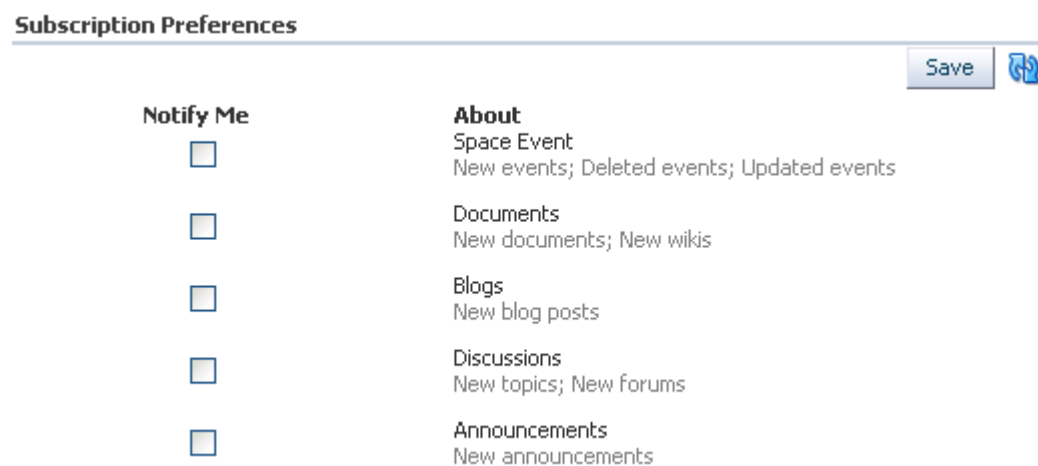 Subscription Preferences
Save
Notify Me About
Space Event
New events; Deleted events; Updated events
Documents
New documents; New wikis
Blogs
New blog posts
Discussions
New topics; New forums
Announcements
New announcements